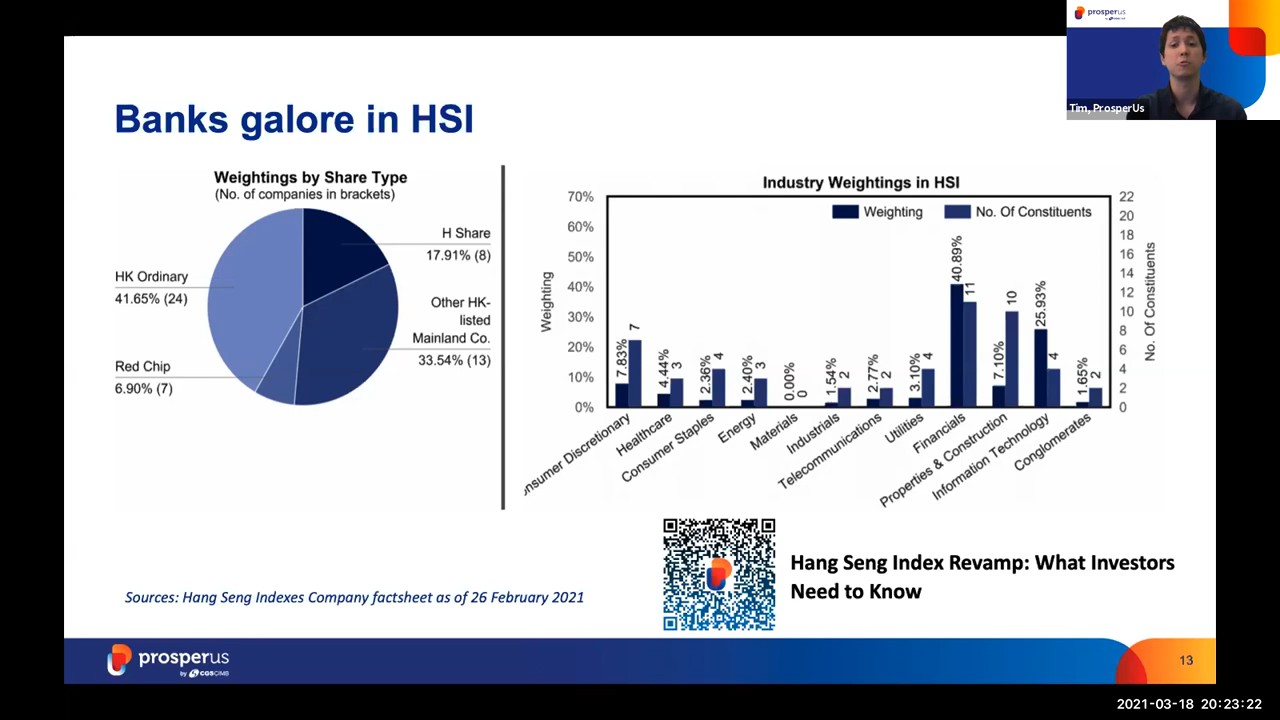 prosperus
Tim, ProsperUs
Banks galore in HSI
Weightings by Share Type
(No. of companies in brackets)
H Share
17.91% (8)
HK Ordinary
41.65% (24)
Other HK-
listed
Mainland Co.
33.54% (13)
Red Chip
6.90% (7)
Industry Weightings in HSI
Weighting
No. Of Constituents
Weighting
70%
60%
50%
40%
30%
20%
10%
0%
22
20
18
16
14
12
10
8
6
4
2
0
No. Of Constituents
7.83%
7
4.44%
3
2.36%
4
2.40%
3
0.00%
0
1.54%
2
2.77%
2
3.10%
4
40.89%
11
7.10%
10
25.93%
4
1.65%
2
nsumer Discretionary
Healthcare
Consumer Staples
Energy
Materials
Industrials
Telecommunications
Utilities
Financials
Properties & Construction
Information Technology
Conglomerates
Hang Seng Index Revamp: What Investors
Need to Know
Sources: Hang Seng Indexes Company factsheet as of 26 February 2021
prosperus
by CGS CIMB
13
2021-03-18 20:23:22